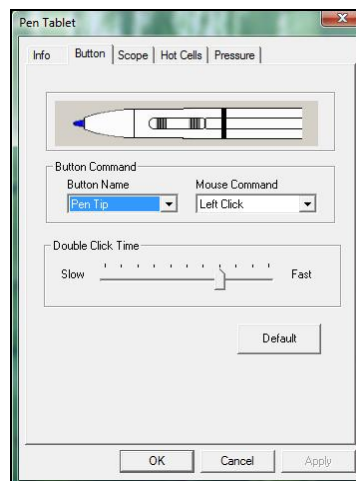 Pen Tablet
Info Button Scope Hot Cells Pressure
Button Command
Button Name Mouse Command
Pen Tip Left Click
Double Click Time
Slow Fast
Default
OK Cancel Apply